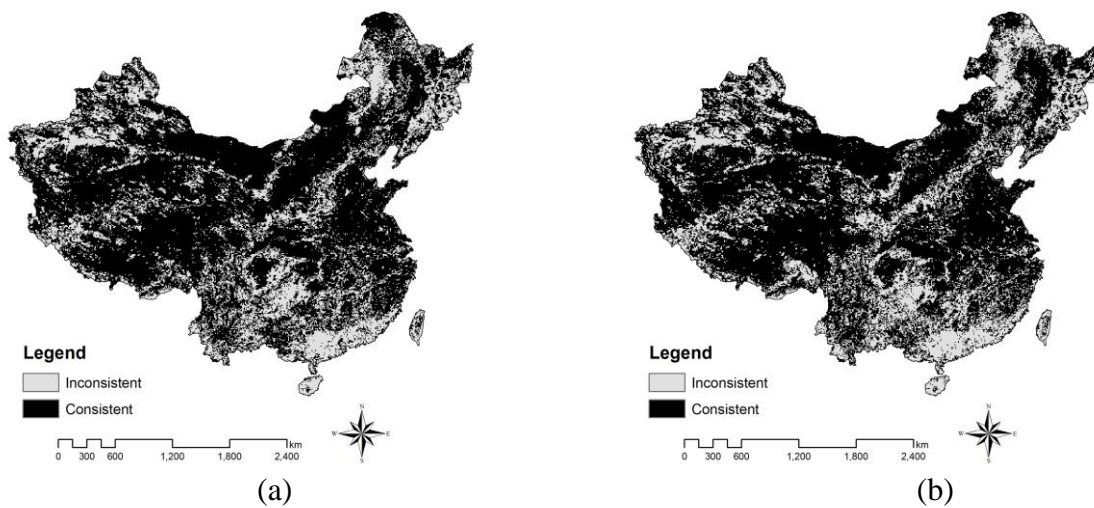 Legend
Inconsistent
Consistent
N
W
E
S
km
0 300 600 1,200 1,800 2,400
(a)
Legend
Inconsistent
Consistent
N
W
E
S
km
0 300 600 1,200 1,800 2,400
(b)